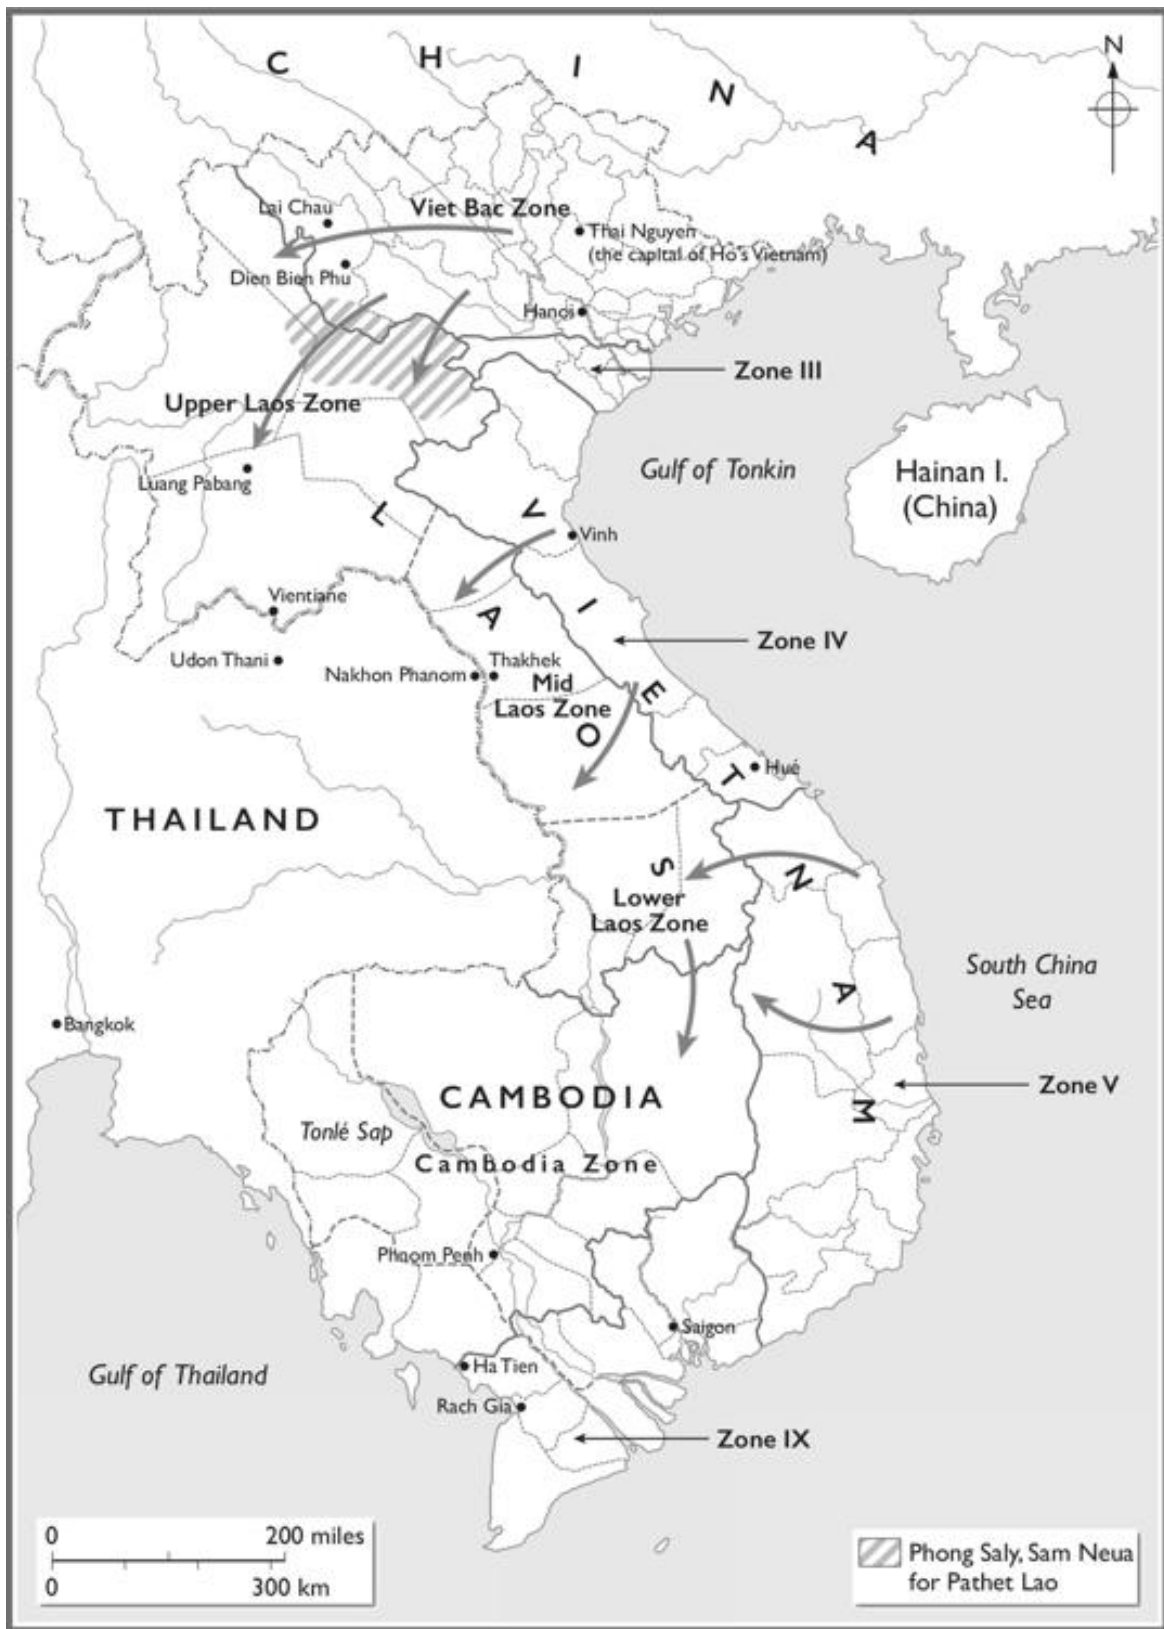 CHINA
N
Lai Chau
Viet Bac Zone
Thai Nguyen
(the capital of Ho's Vietnam)
Dien Bien Phu
Hanoi
Zone III
Upper Laos Zone
Gulf of Tonkin
Hainan I.
(China)
Luang Pabang
LAOS
VIETNAM
Vinh
Vientiane
Zone IV
Udon Thani
Nakhon Phanom
Thakhek
Mid
Laos Zone
Hué
THAILAND
Lower
Laos Zone
South China
Sea
Bangkok
Zone V
CAMBODIA
Tonlé Sap
Cambodia Zone
Phnom Penh
Saigon
Ha Tien
Gulf of Thailand
Rach Gia
Zone IX
0 200 miles
0 300 km
Phong Saly, Sam Neua
for Pathet Lao